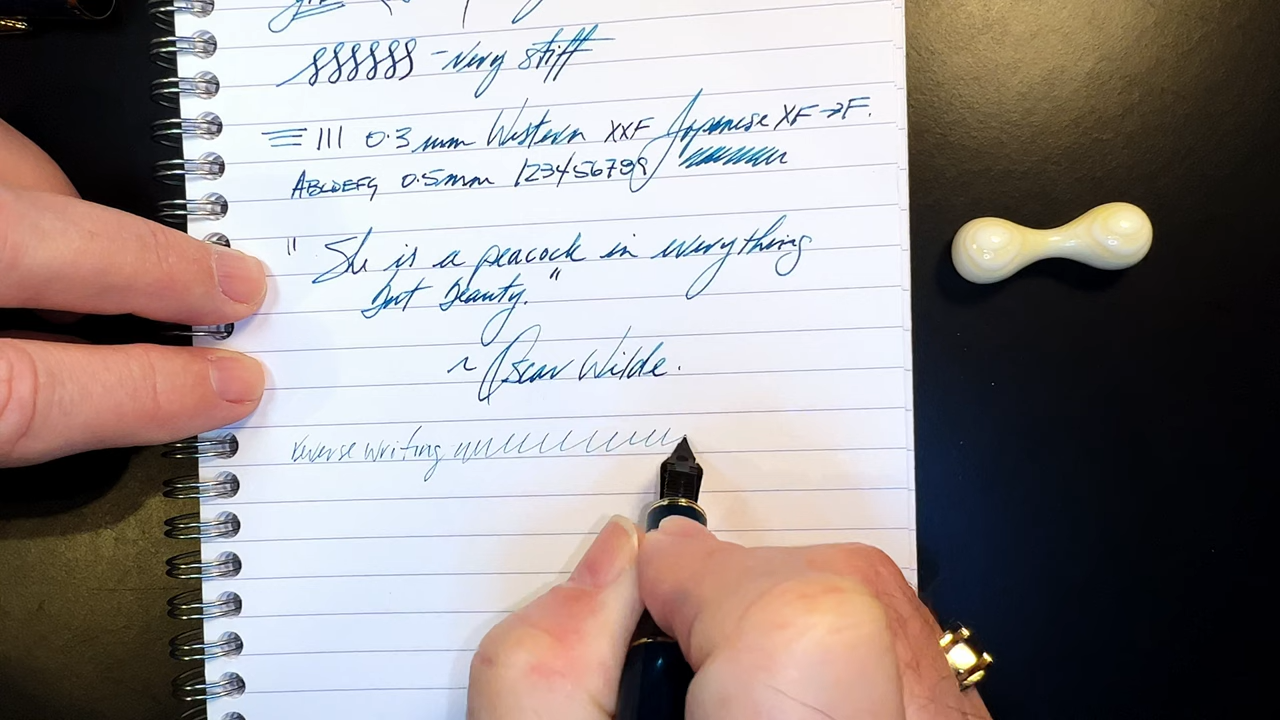 - Very stiff
0.3 mm Western XXF Japanese XF→F.
ABCDEFG 0.5mm 123456789
"She is a peacock in everything
but beauty."
~ Oscar Wilde.
reverse writing